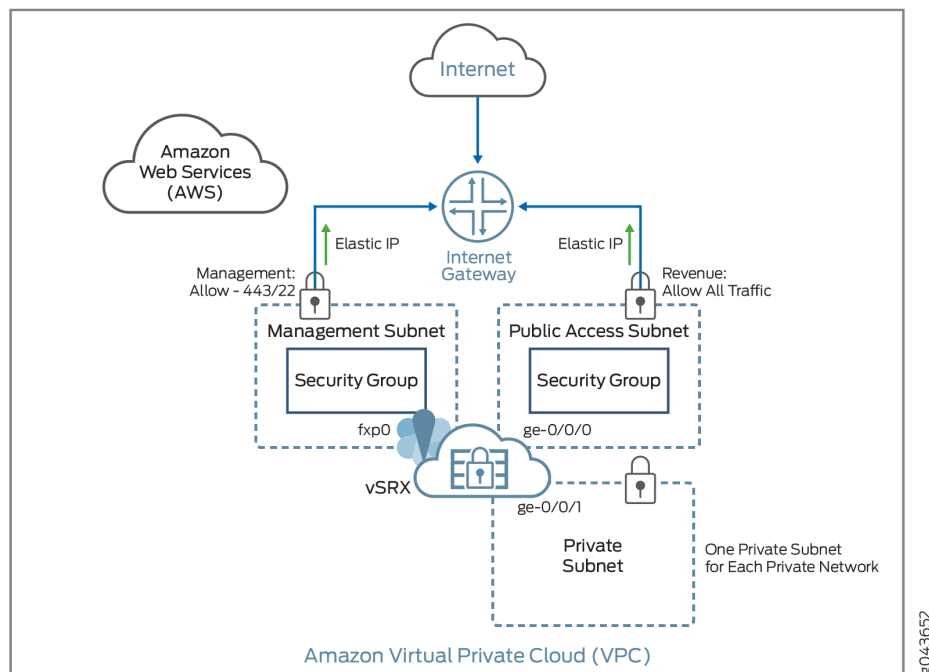 Internet
Amazon
Web Services
(AWS)
Elastic IP
Elastic IP
Internet
Gateway
Management:
Allow - 443/22
Revenue:
Allow All Traffic
Management Subnet
Public Access Subnet
Security Group
Security Group
fxp0
ge-0/0/0
vSRX
ge-0/0/1
Private
Subnet
One Private Subnet
for Each Private Network
Amazon Virtual Private Cloud (VPC)
g043652